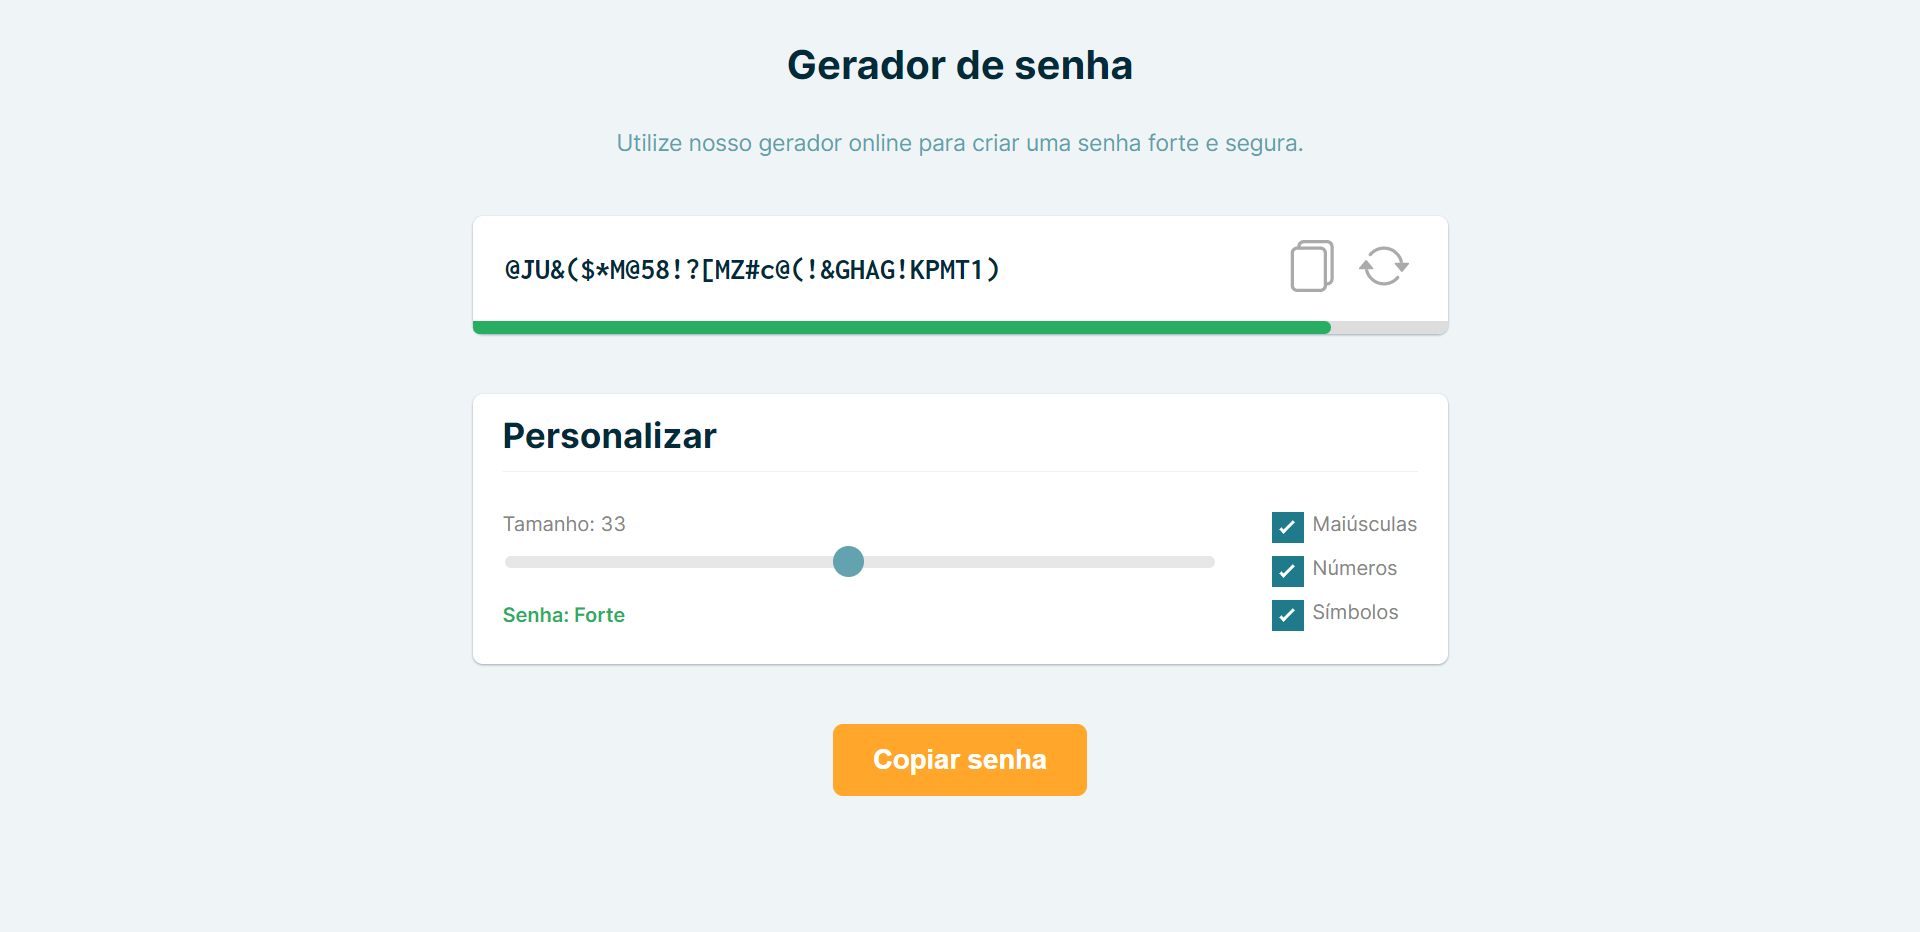 Gerador de senha
Utilize nosso gerador online para criar uma senha forte e segura.
@JU&($*M@58!?[MZ#c@(!&GHAG!KPMT1)
Personalizar
Tamanho: 33
Maiúsculas
Números
Senha: Forte
Símbolos
Copiar senha